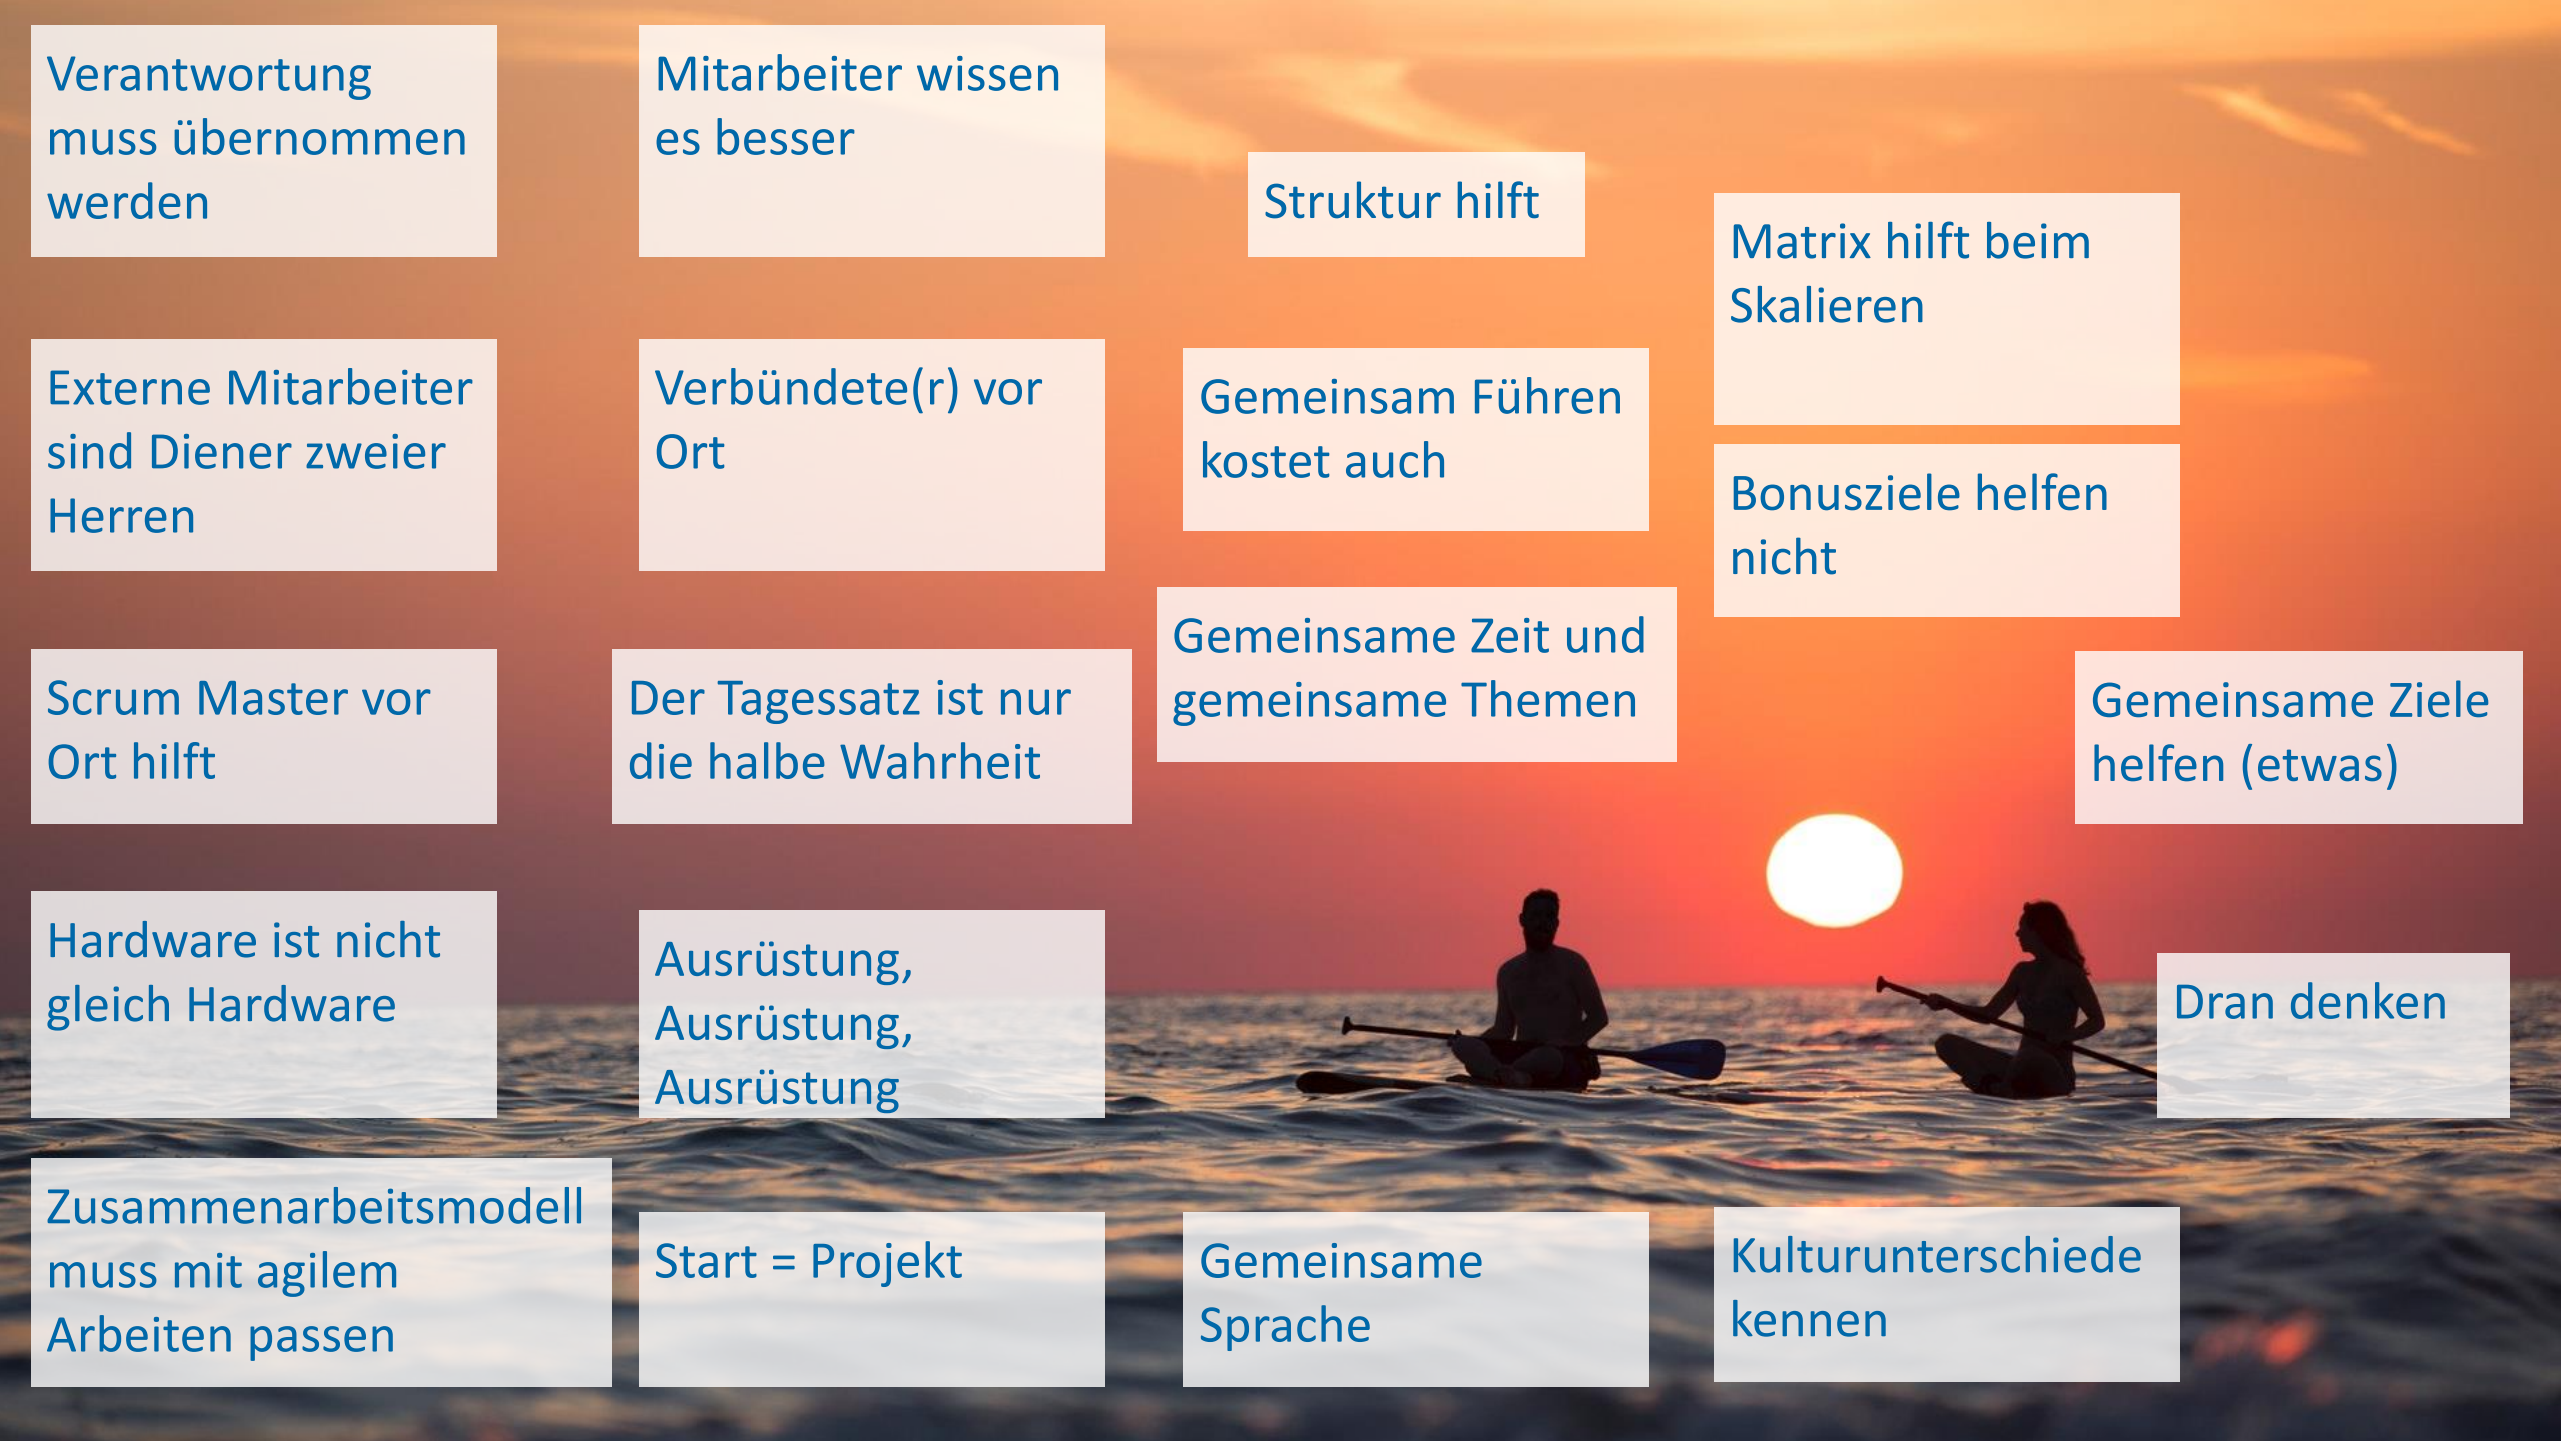 Verantwortung
muss übernommen
werden
Mitarbeiter wissen
es besser
Struktur hilft
Matrix hilft beim
Skalieren
Externe Mitarbeiter
sind Diener zweier
Herren
Verbündete(r) vor
Ort
Gemeinsam Führen
kostet auch
Bonusziele helfen
nicht
Scrum Master vor
Ort hilft
Der Tagessatz ist nur
die halbe Wahrheit
Gemeinsame Zeit und
gemeinsame Themen
Gemeinsame Ziele
helfen (etwas)
Hardware ist nicht
gleich Hardware
Ausrüstung,
Ausrüstung,
Ausrüstung
Dran denken
Zusammenarbeitsmodell
muss mit agilem
Arbeiten passen
Start = Projekt
Gemeinsame
Sprache
Kulturunterschiede
kennen